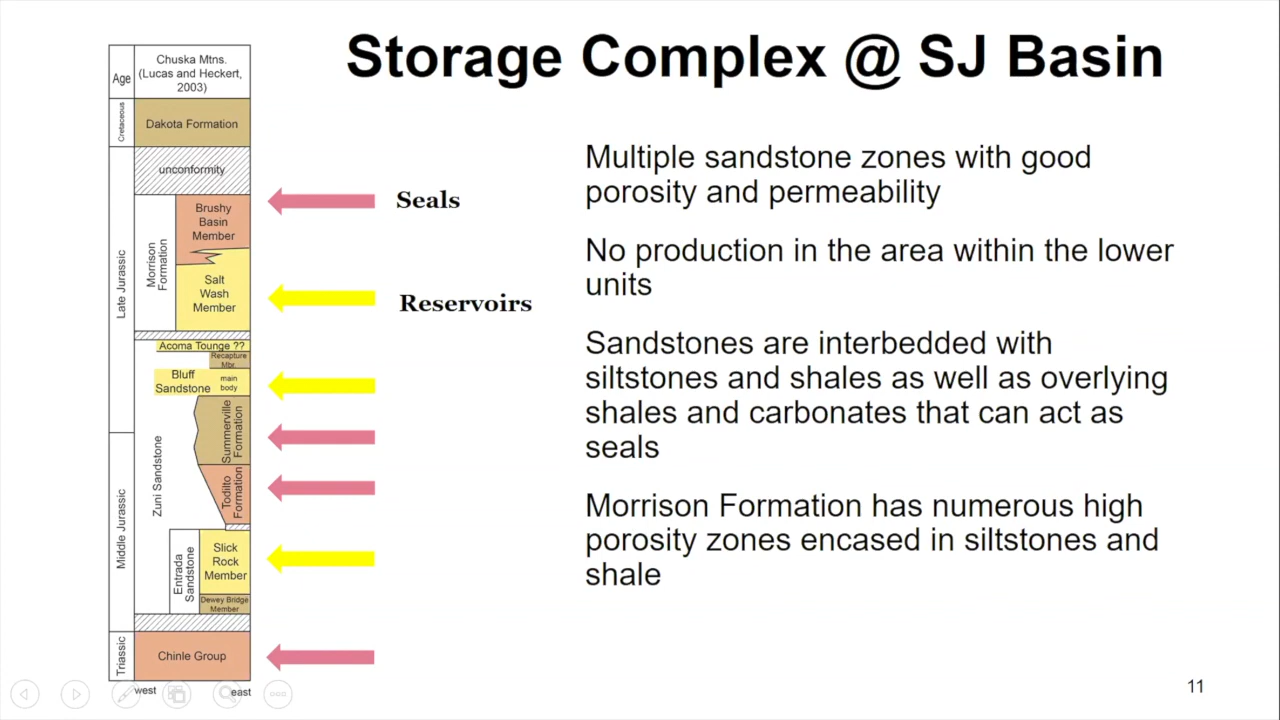 Storage Complex @ SJ Basin
Age
Chuska Mtns.
(Lucas and Heckert,
2003)
Cretaceous
Dakota Formation
unconformity
Late Jurassic
Morrison
Formation
Brushy
Basin
Member
Salt
Wash
Member
Acoma Tounge ??
Recapture
Mbr.
Bluff
Sandstone
main
body
Summerville
Formation
Zuni Sandstone
Todilto
Formation
Middle Jurassic
Entrada
Sandstone
Slick
Rock
Member
Dewey Bridge
Member
Triassic
Chinle Group
west
east
Seals
Reservoirs
Multiple sandstone zones with good
porosity and permeability
No production in the area within the lower
units
Sandstones are interbedded with
siltstones and shales as well as overlying
shales and carbonates that can act as
seals
Morrison Formation has numerous high
porosity zones encased in siltstones and
shale
11